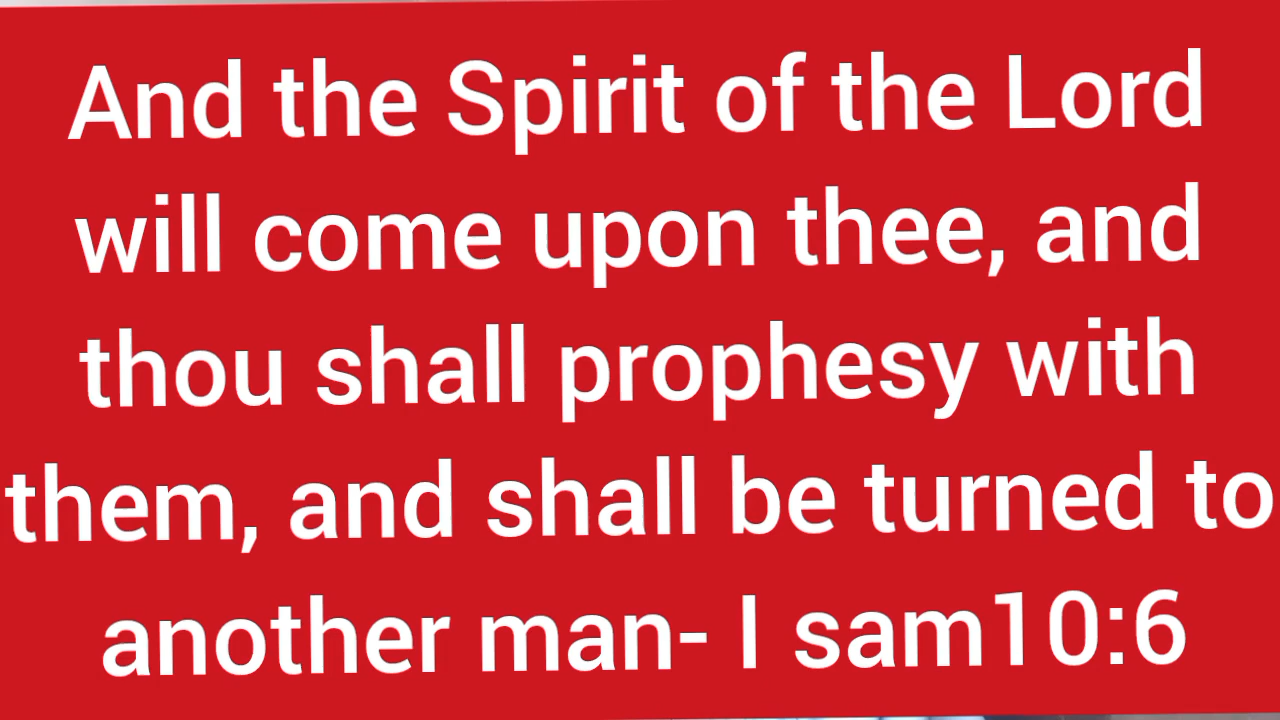 And the Spirit of the Lord
will come upon thee, and
thou shall prophesy with
them, and shall be turned to
another man- I sam10:6